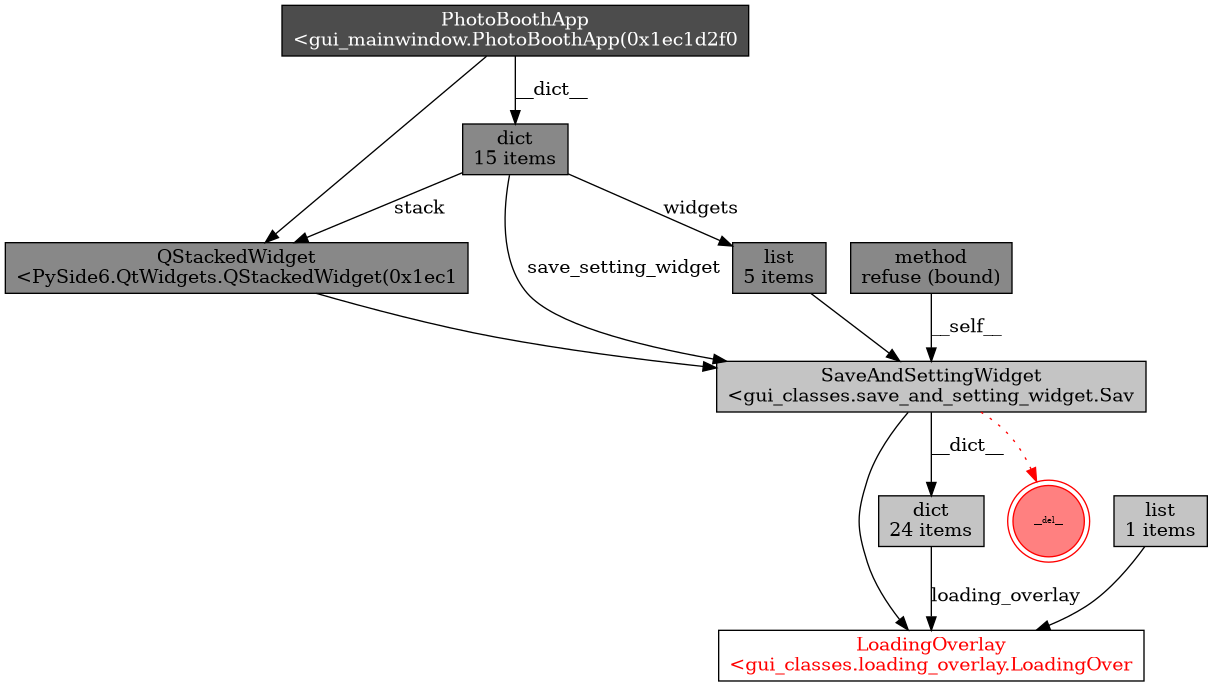 PhotoBoothApp
<gui_mainwindow.PhotoBoothApp(0x1ec1d2f0
__dict__
dict
15 items
stack
widgets
QStackedWidget
<PySide6.QtWidgets.QStackedWidget(0x1ec1
save_setting_widget
list
5 items
method
refuse (bound)
__self__
SaveAndSettingWidget
<gui_classes.save_and_setting_widget.Sav
__dict__
dict
24 items
__del__
list
1 items
loading_overlay
LoadingOverlay
<gui_classes.loading_overlay.LoadingOver